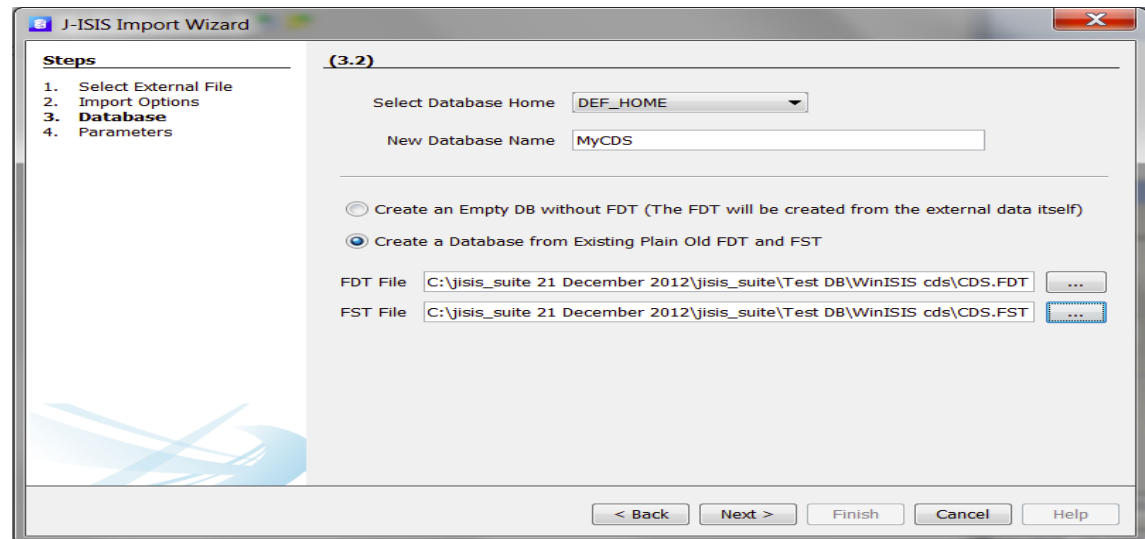 J-ISIS Import Wizard
Steps
1. Select External File
2. Import Options
3. Database
4. Parameters
(3.2)
Select Database Home DEF_HOME
New Database Name MyCDS
Create an Empty DB without FDT (The FDT will be created from the external data itself)
Create a Database from Existing Plain Old FDT and FST
FDT File C:\jisis_suite 21 December 2012\jisis_suite\Test DB\WinISIS cds\CDS.FDT ...
FST File C:\jisis_suite 21 December 2012\jisis_suite\Test DB\WinISIS cds\CDS.FST ...
< Back Next > Finish Cancel Help